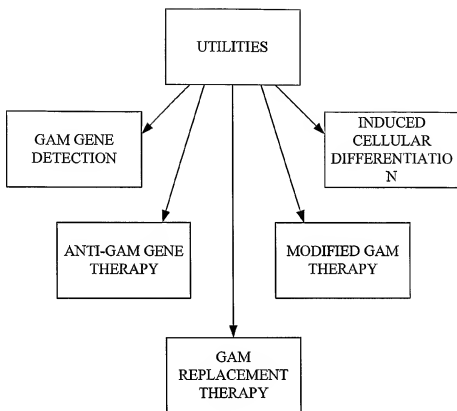 UTILITIES
GAM GENE
DETECTION
INDUCED
CELLULAR
DIFFERENTIATIO
N
ANTI-GAM GENE
THERAPY
MODIFIED GAM
THERAPY
GAM
REPLACEMENT
THERAPY